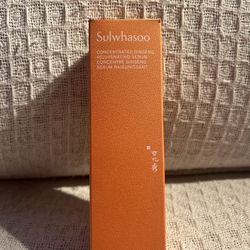 Sulwhasoo
CONCENTRATED GINSENG
REJUVENATING SERUM
CONCENTRÉ GINSENG
SÉRUM RAJEUNISSANT